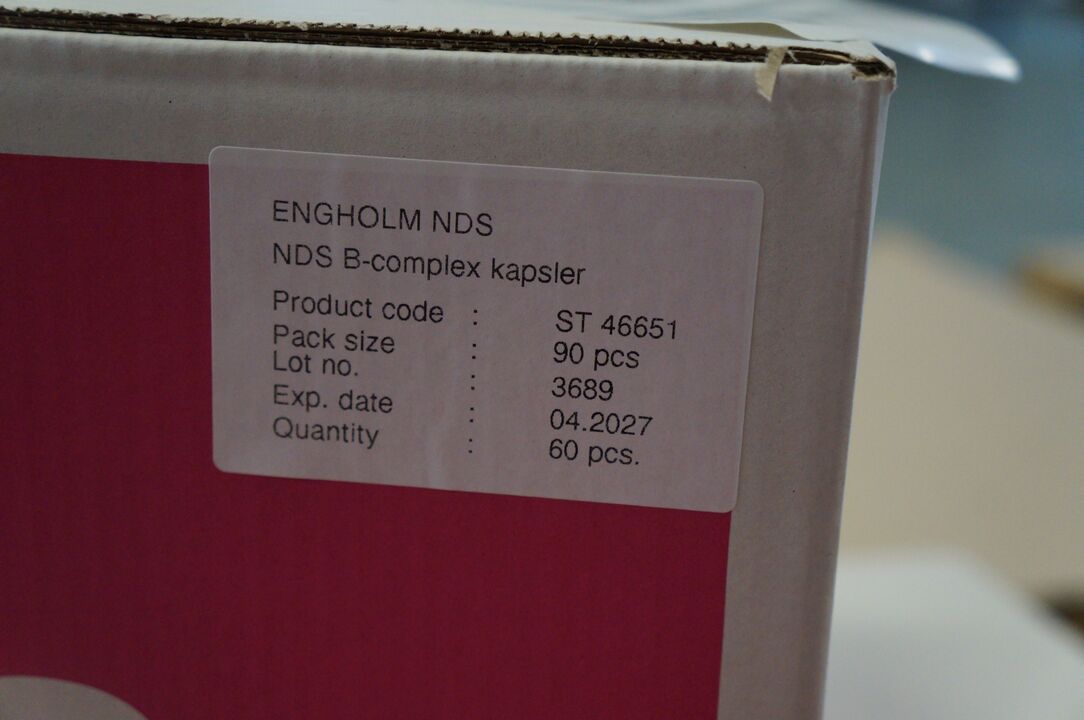 ENGHOLM NDS
NDS B-complex kapsler
Product code : ST 46651
Pack size : 90 pcs
Lot no. : 3689
Exp. date : 04.2027
Quantity : 60 pcs.